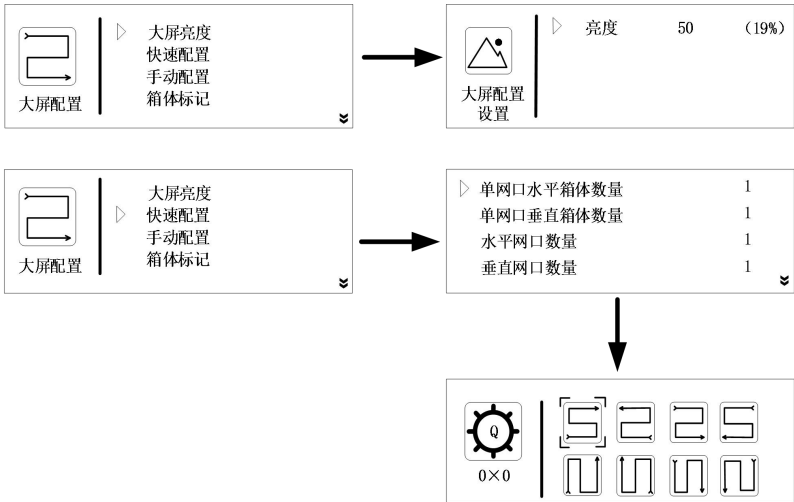 大屏配置
大屏亮度
快速配置
手动配置
箱体标记
大屏配置
设置
亮度 50 （19%）
大屏配置
大屏亮度
快速配置
手动配置
箱体标记
单网口水平箱体数量 1
单网口垂直箱体数量 1
水平网口数量 1
垂直网口数量 1
Q
0×0